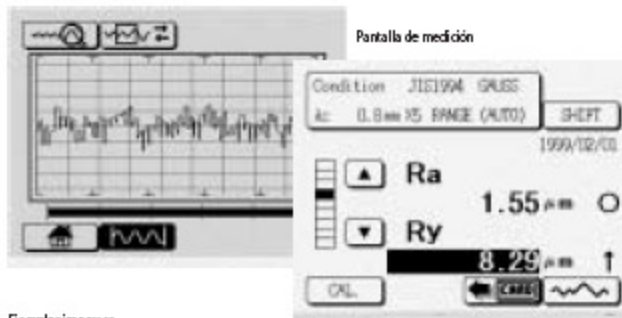 Pantalla de medición
Condition JIS1994 GAUSS
λc 0.8mm X5 RANGE (AUTO) SHIFT
1999/02/01
Ra
1.55 μm
Ry
8.29 μm ↑
CAL. CARD